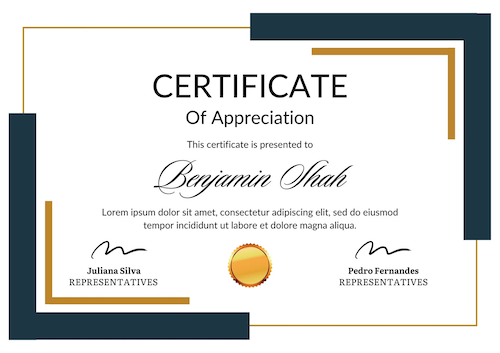 CERTIFICATE
Of Appreciation
This certificate is presented to
Benjamin Shah
Lorem ipsum dolor sit amet, consectetur adipiscing elit, sed do eiusmod
tempor incididunt ut labore et dolore magna aliqua.
Juliana Silva
REPRESENTATIVES
Pedro Fernandes
REPRESENTATIVES